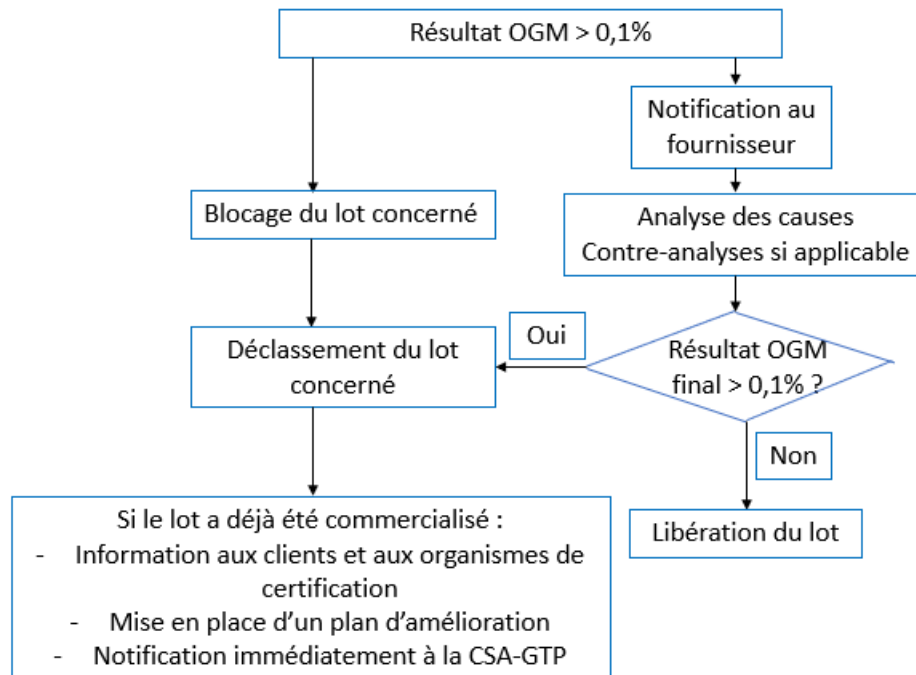 Résultat OGM > 0,1%
Notification au
fournisseur
Blocage du lot concerné
Analyse des causes
Contre-analyses si applicable
Déclassement du lot
concerné
Oui
Résultat OGM
final > 0,1% ?
Non
Libération du lot
Si le lot a déjà été commercialisé :
- Information aux clients et aux organismes de
certification
- Mise en place d’un plan d’amélioration
- Notification immédiatement à la CSA-GTP